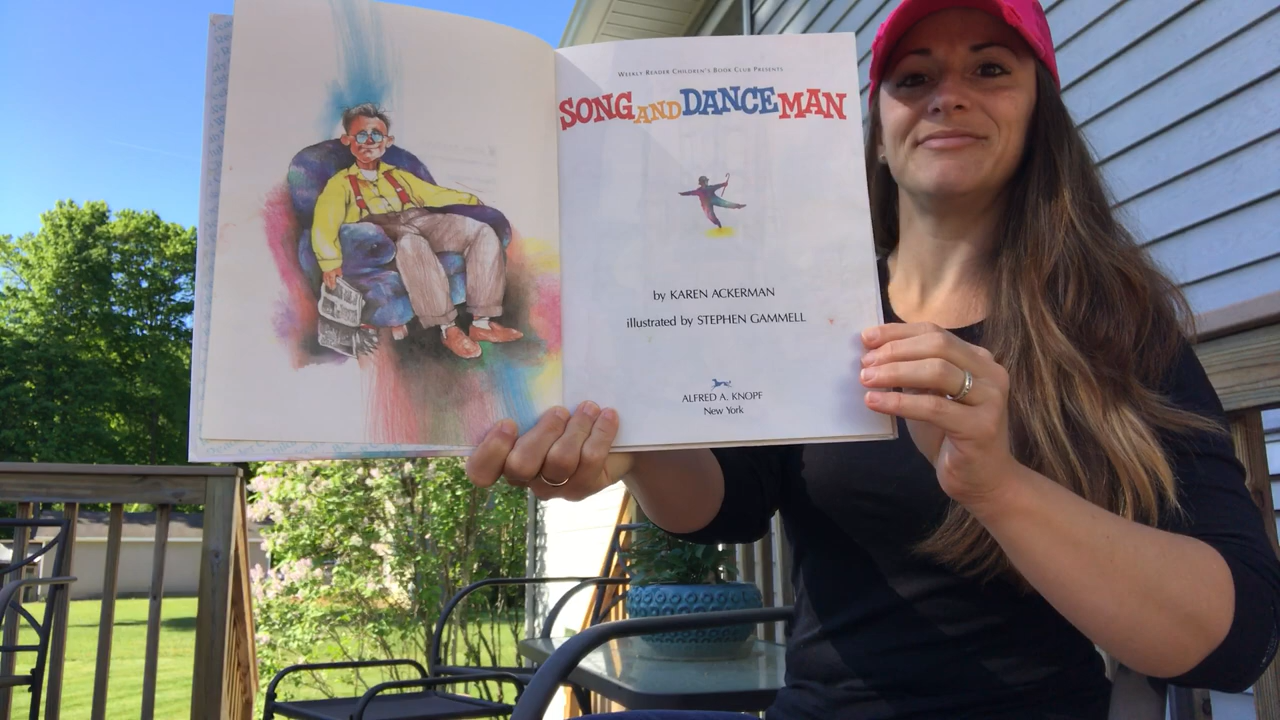 WEEKLY READER CHILDREN'S BOOK CLUB PRESENTS
SONG AND DANCE MAN
by KAREN ACKERMAN
illustrated by STEPHEN GAMMELL
ALFRED A. KNOPF
New York